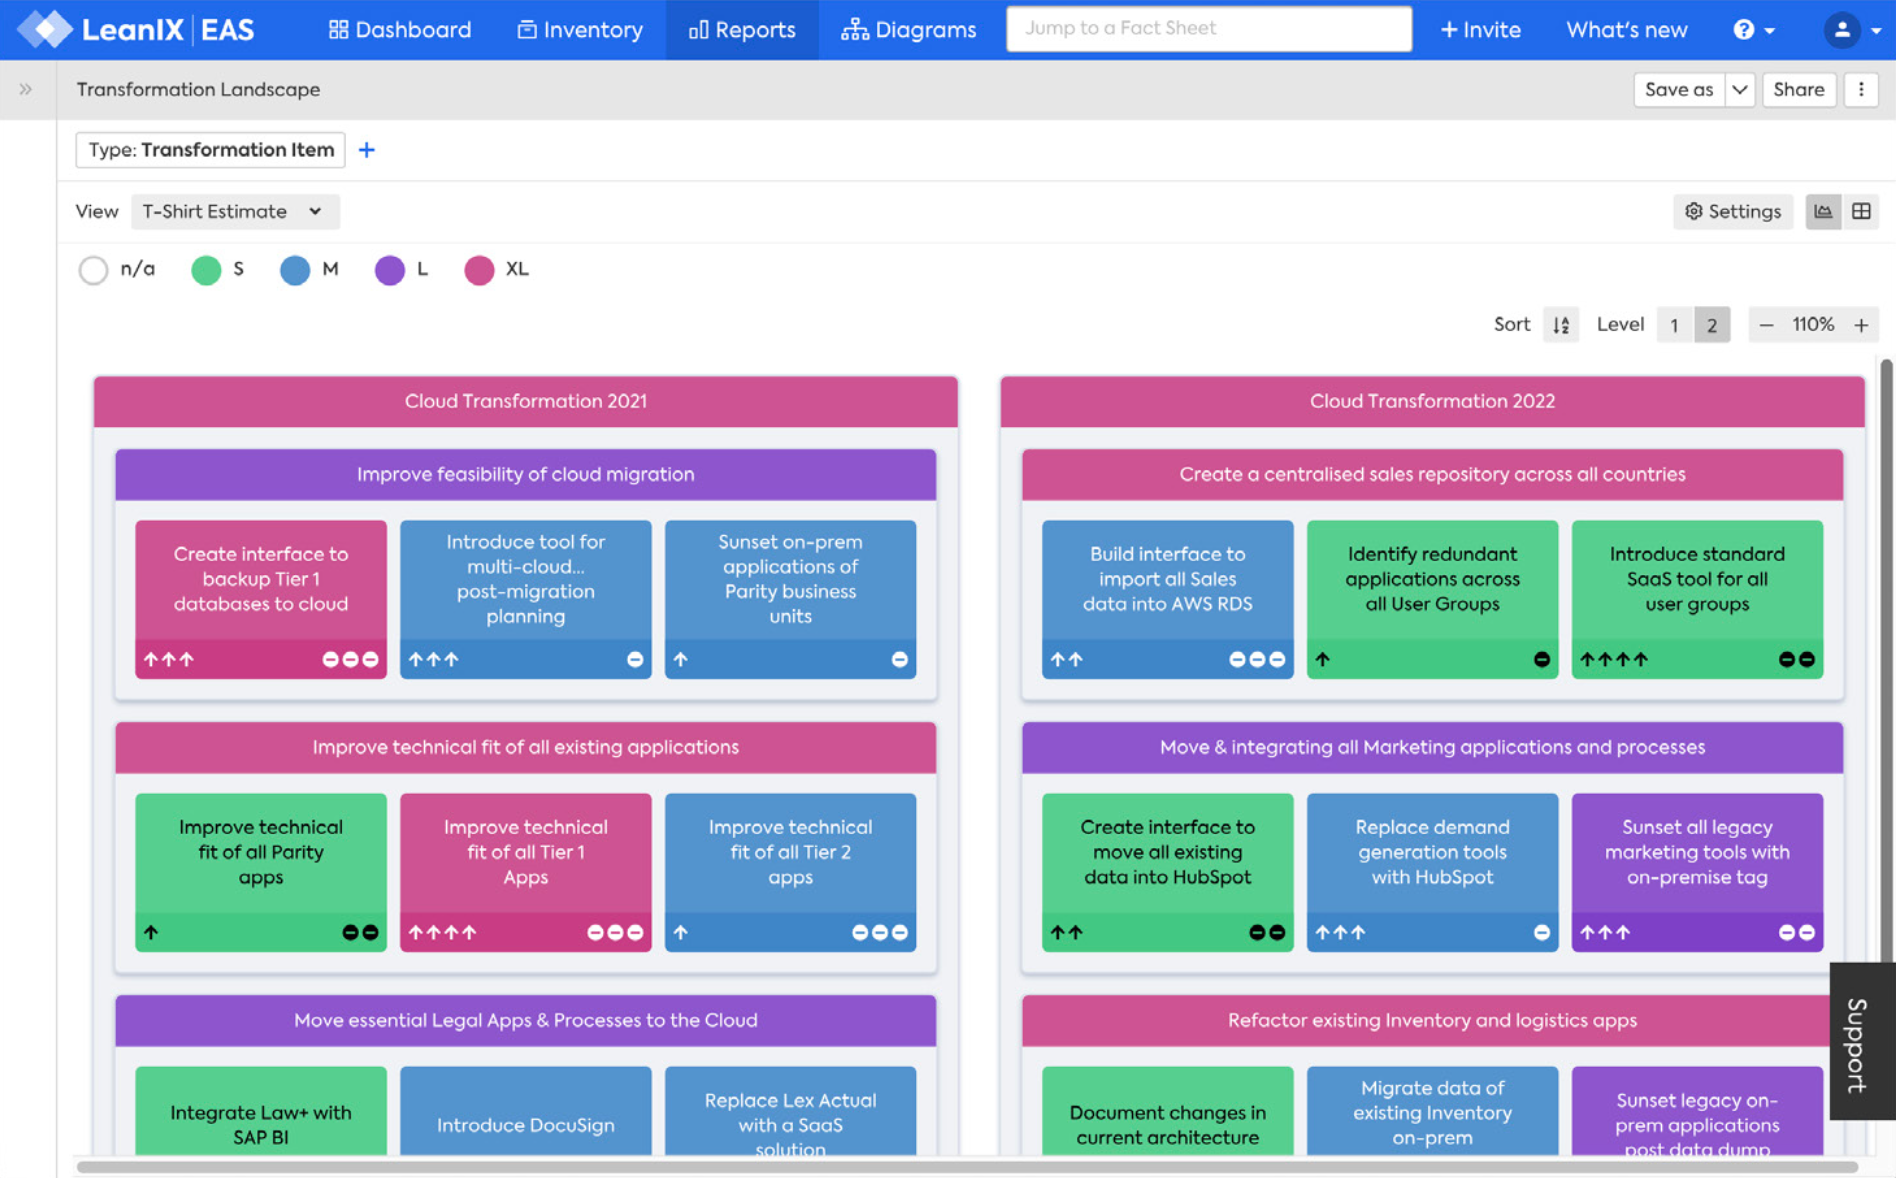 LeanIX | EAS
Dashboard
Inventory
Reports
Diagrams
Jump to a Fact Sheet
+ Invite
What's new
?
»
Transformation Landscape
Save as
Share
Type: Transformation Item
+
View
T-Shirt Estimate
Settings
n/a
S
M
L
XL
Sort
Level
1
2
− 110% +
Cloud Transformation 2021
Improve feasibility of cloud migration
Create interface to
backup Tier 1
databases to cloud
Introduce tool for
multi-cloud...
post-migration
planning
Sunset on-prem
applications of
Parity business
units
Improve technical fit of all existing applications
Improve technical
fit of all Parity
apps
Improve technical
fit of all Tier 1
Apps
Improve technical
fit of all Tier 2
apps
Move essential Legal Apps & Processes to the Cloud
Integrate Law+ with
SAP BI
Introduce DocuSign
Replace Lex Actual
with a SaaS
solution
Cloud Transformation 2022
Create a centralised sales repository across all countries
Build interface to
import all Sales
data into AWS RDS
Identify redundant
applications across
all User Groups
Introduce standard
SaaS tool for all
user groups
Move & integrating all Marketing applications and processes
Create interface to
move all existing
data into HubSpot
Replace demand
generation tools
with HubSpot
Sunset all legacy
marketing tools with
on-premise tag
Refactor existing Inventory and logistics apps
Document changes in
current architecture
Migrate data of
existing Inventory
on-prem
Sunset legacy on-
prem applications
post data dump
Support